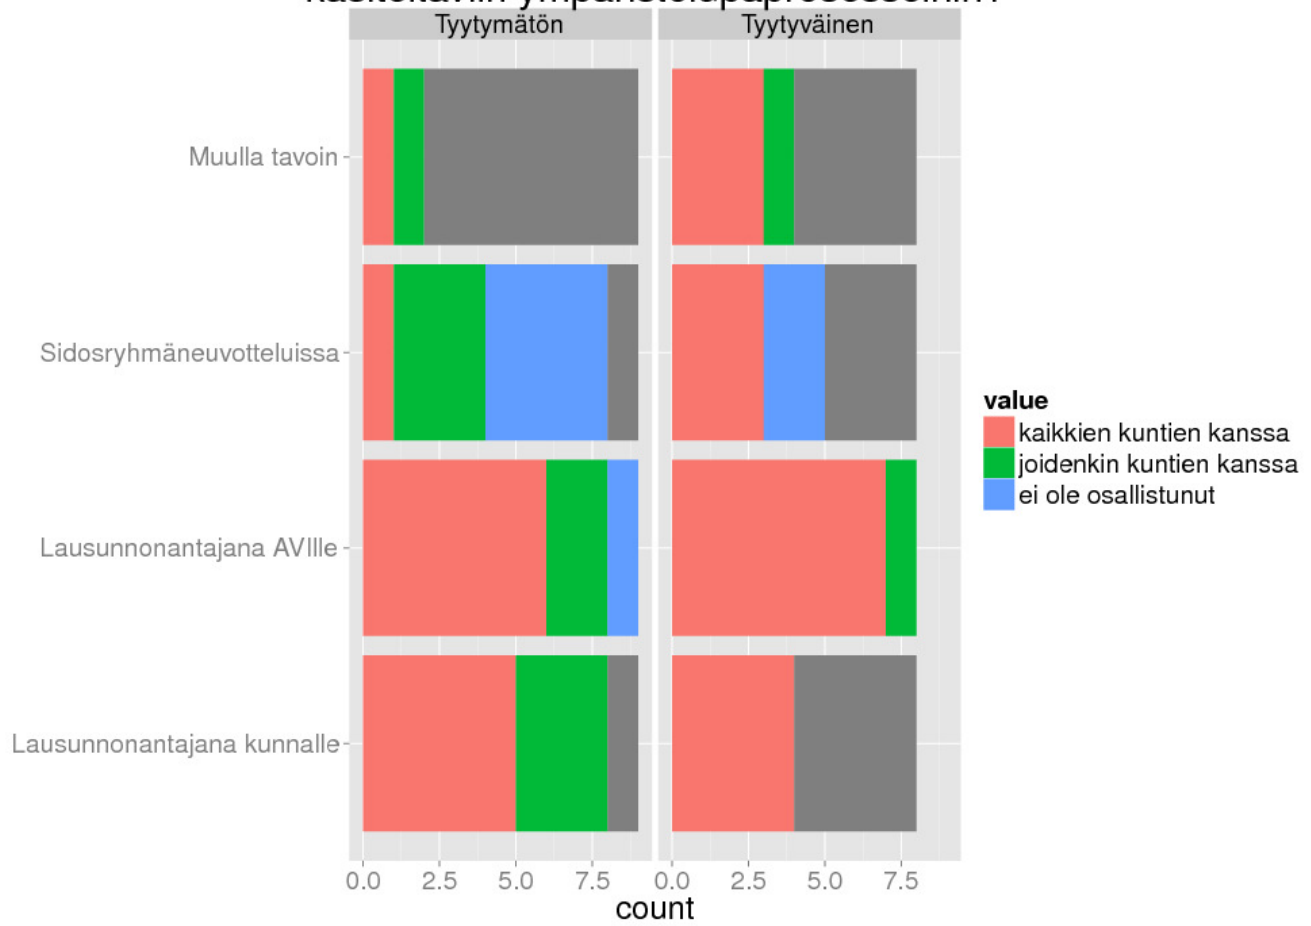 Tyytymätön
Tyytyväinen
Muulla tavoin
Sidosryhmäneuvotteluissa
Lausunnonantajana AVIlle
Lausunnonantajana kunnalle
0.0 2.5 5.0 7.5 0.0 2.5 5.0 7.5
count
value
kaikkien kuntien kanssa
joidenkin kuntien kanssa
ei ole osallistunut